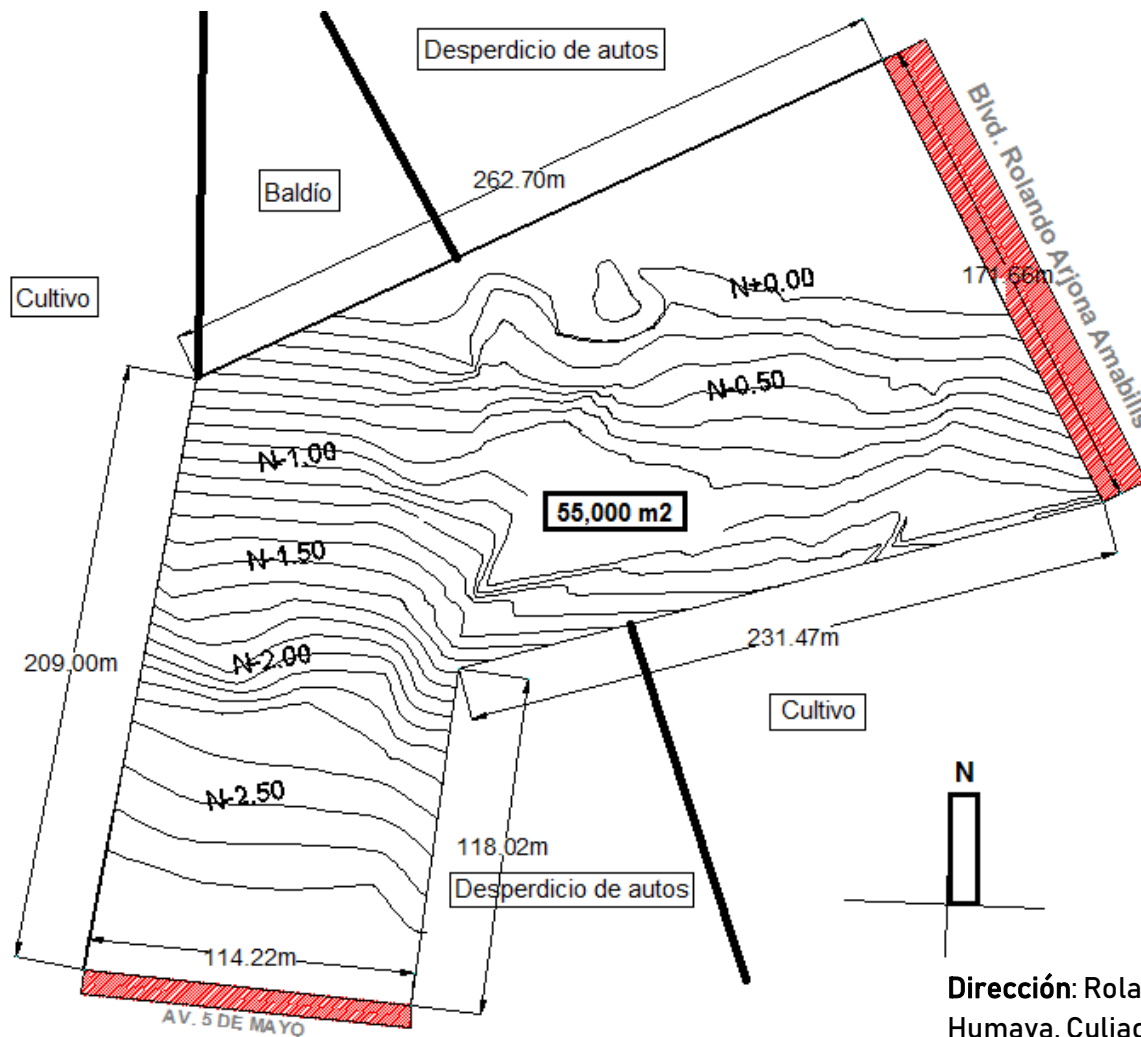 Desperdicio de autos
Blvd. Rolando Arjona Amabilis
262.70m
Baldío
Cultivo
N±0.00
171.66m
N-0.50
N-1.00
55,000 m2
N-1.50
209.00m
N-2.00
231.47m
Cultivo
N
N-2.50
118.02m
Desperdicio de autos
114.22m
AV. 5 DE MAYO
Dirección: Rola
Humaya, Culiac